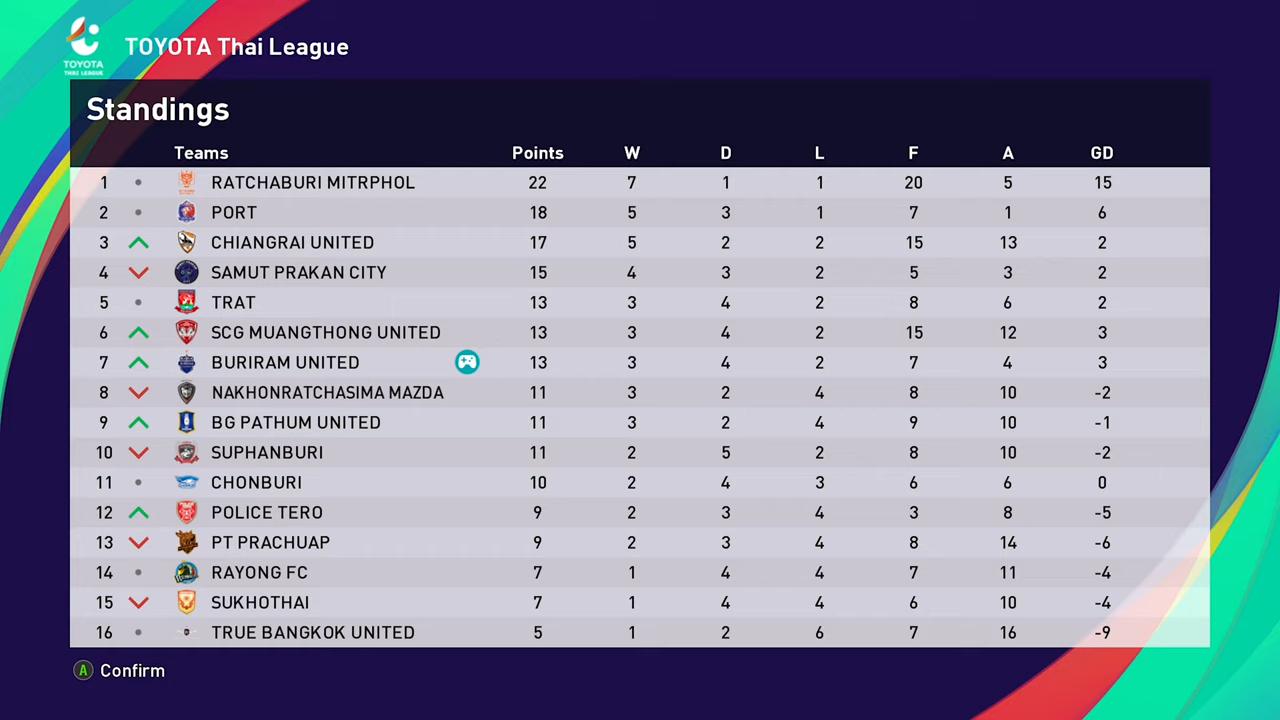 TOYOTA THAI LEAGUE
TOYOTA Thai League
Standings
Teams Points W D L F A GD
1 RATCHABURI MITRPHOL 22 7 1 1 20 5 15
2 PORT 18 5 3 1 7 1 6
3 CHIANGRAI UNITED 17 5 2 2 15 13 2
4 SAMUT PRAKAN CITY 15 4 3 2 5 3 2
5 TRAT 13 3 4 2 8 6 2
6 SCG MUANGTHONG UNITED 13 3 4 2 15 12 3
7 BURIRAM UNITED 13 3 4 2 7 4 3
8 NAKHONRATCHASIMA MAZDA 11 3 2 4 8 10 -2
9 BG PATHUM UNITED 11 3 2 4 9 10 -1
10 SUPHANBURI 11 2 5 2 8 10 -2
11 CHONBURI 10 2 4 3 6 6 0
12 POLICE TERO 9 2 3 4 3 8 -5
13 PT PRACHUAP 9 2 3 4 8 14 -6
14 RAYONG FC 7 1 4 4 7 11 -4
15 SUKHOTHAI 7 1 4 4 6 10 -4
16 TRUE BANGKOK UNITED 5 1 2 6 7 16 -9
A Confirm